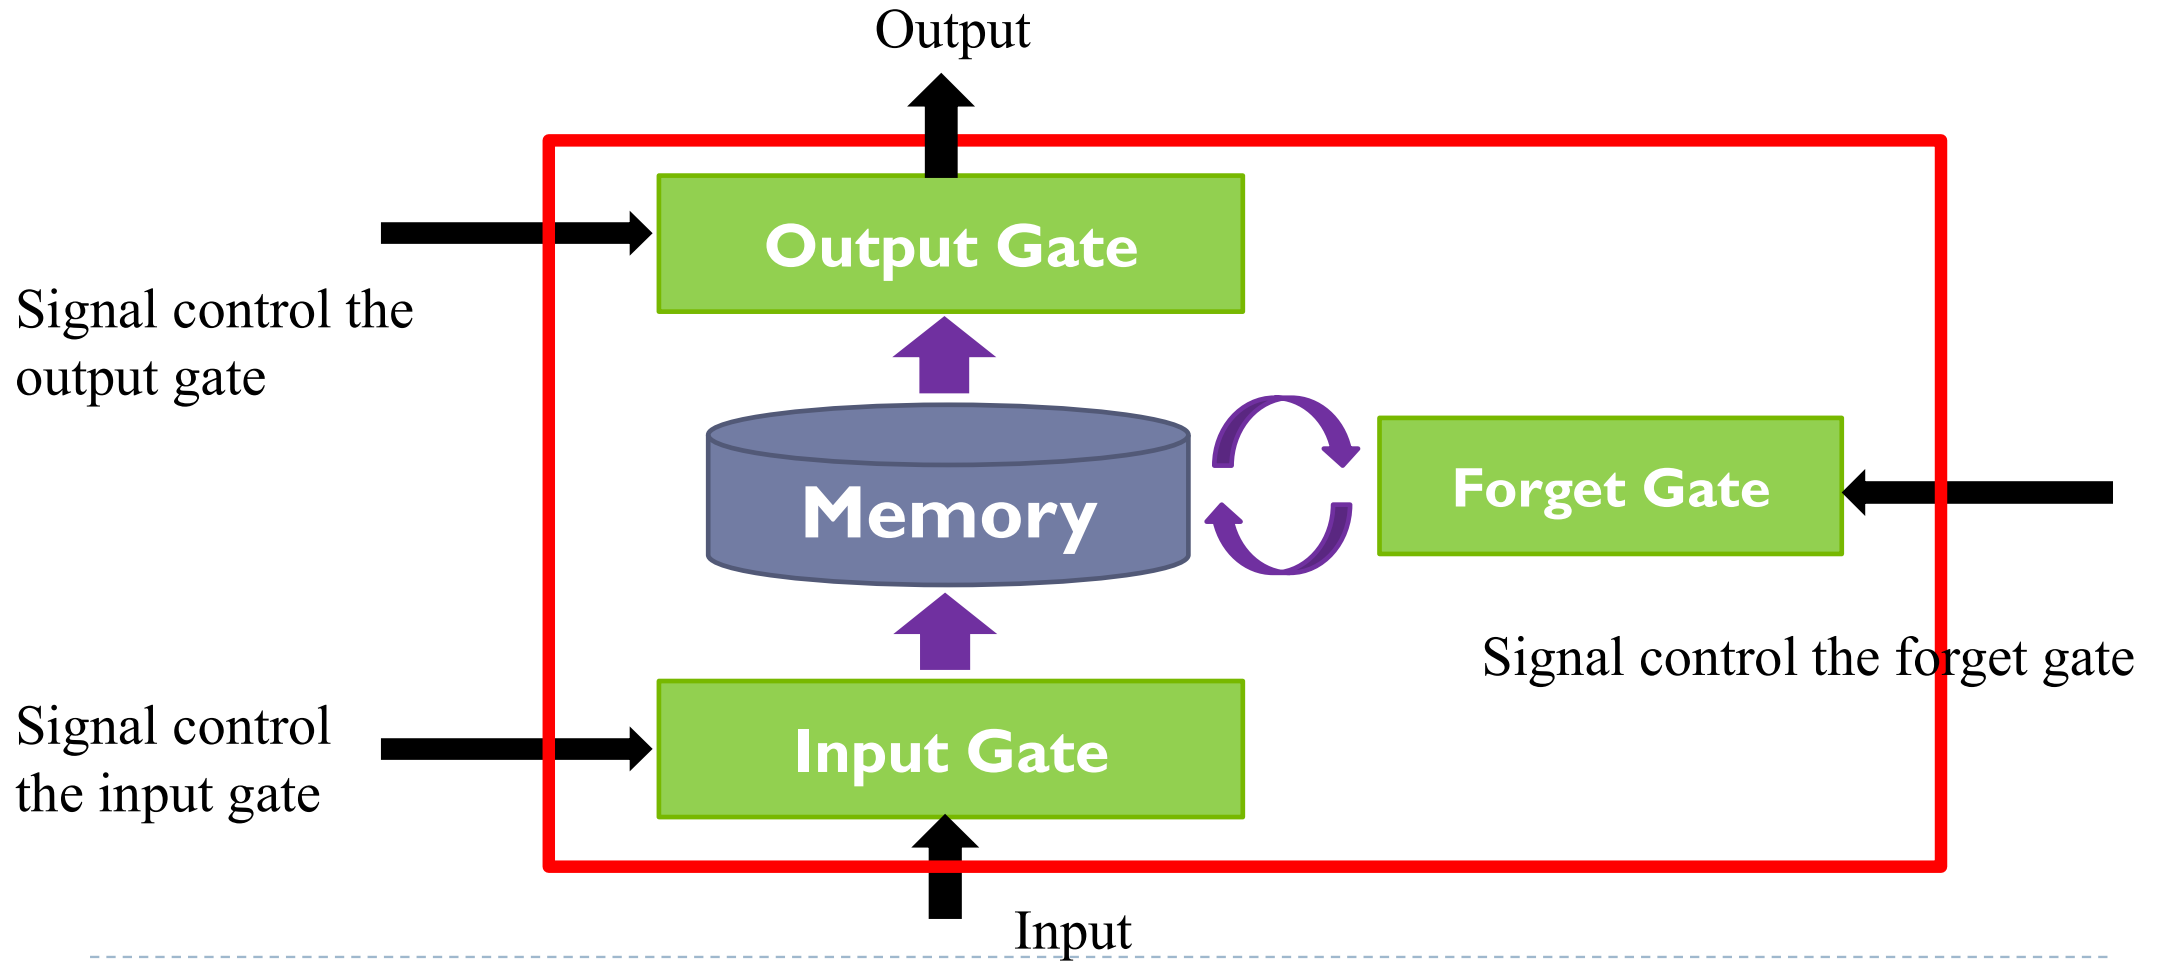 Output
Output Gate
Signal control the
output gate
Memory
Forget Gate
Signal control the forget gate
Signal control
the input gate
Input Gate
Input